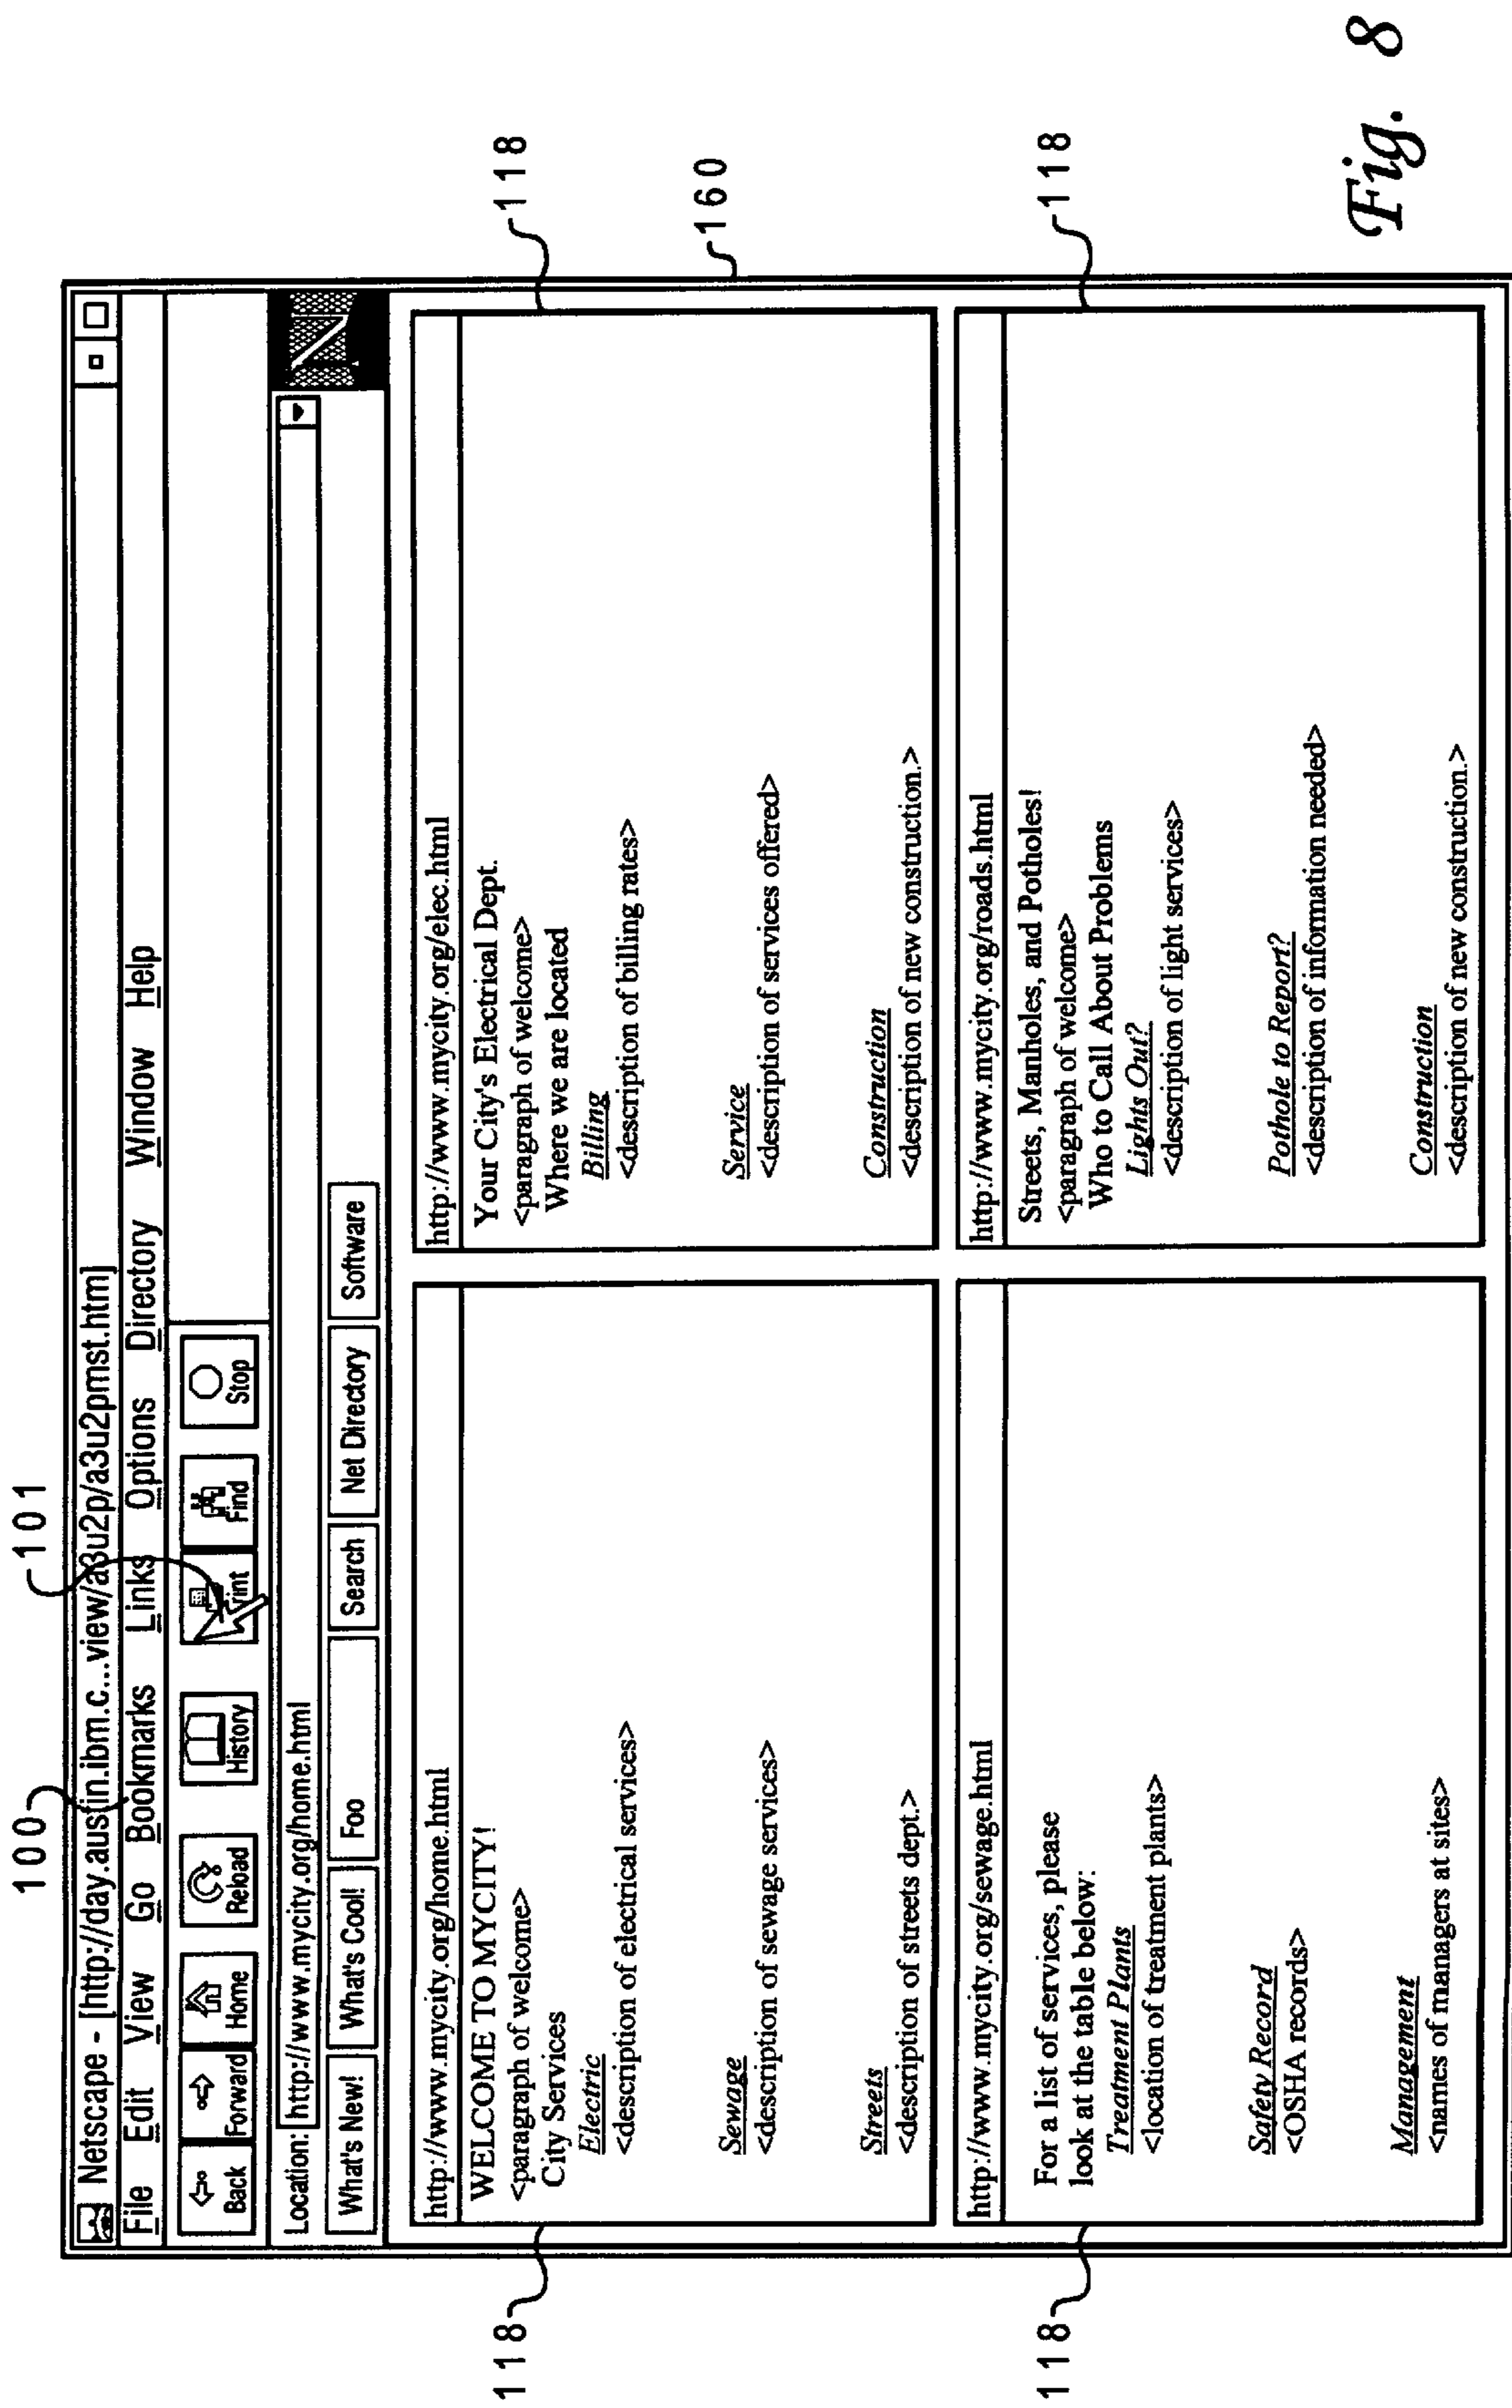 100
101
Netscape - [http://day.austin.ibm.c...view/a3u2p/a3u2pmst.htm]
File Edit View Go Bookmarks Links Options Directory Window Help
Back Forward Home Reload History Print Find Stop
Location: http://www.mycity.org/home.html
What's New! What's Cool! Foo Search Net Directory Software
118
http://www.mycity.org/home.html
WELCOME TO MYCITY!
<paragraph of welcome>
City Services
Electric
<description of electrical services>
Sewage
<description of sewage services>
Streets
<description of streets dept.>
http://www.mycity.org/elec.html
Your City's Electrical Dept.
<paragraph of welcome>
Where we are located
Billing
<description of billing rates>
Service
<description of services offered>
Construction
<description of new construction.>
118
160
118
http://www.mycity.org/sewage.html
For a list of services, please
look at the table below:
Treatment Plants
<location of treatment plants>
Safety Record
<OSHA records>
Management
<names of managers at sites>
http://www.mycity.org/roads.html
Streets, Manholes, and Potholes!
<paragraph of welcome>
Who to Call About Problems
Lights Out?
<description of light services>
Pothole to Report?
<description of information needed>
Construction
<description of new construction.>
118
Fig. 8